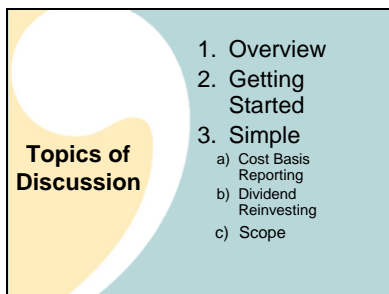 Topics of
Discussion
1. Overview
2. Getting
Started
3. Simple
a) Cost Basis
Reporting
b) Dividend
Reinvesting
c) Scope